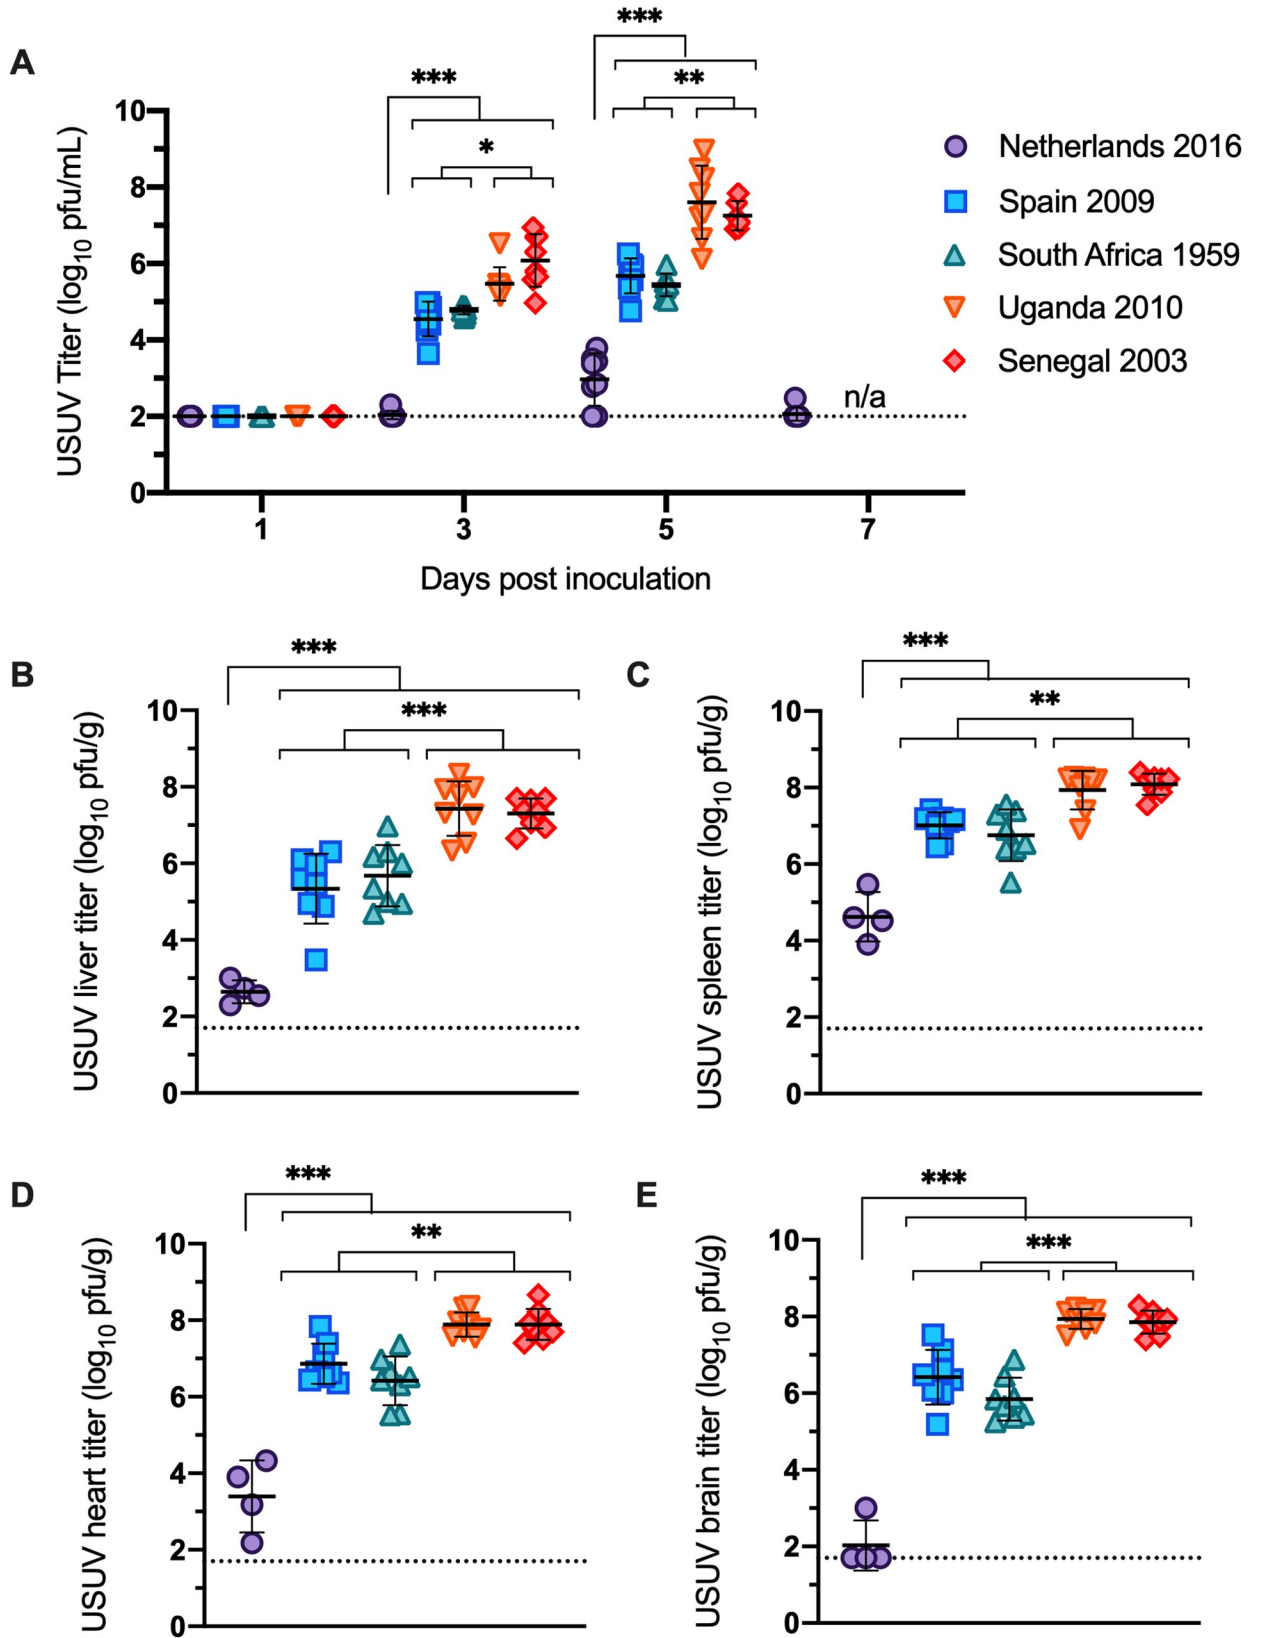 A
***
***
**
*
USUV Titer (log10 pfu/mL)
10
8
6
4
2
0
n/a
1
3
5
7
Days post inoculation
Netherlands 2016
Spain 2009
South Africa 1959
Uganda 2010
Senegal 2003
B
***
***
USUV liver titer (log10 pfu/g)
10
8
6
4
2
0
C
***
**
USUV spleen titer (log10 pfu/g)
10
8
6
4
2
0
D
***
**
USUV heart titer (log10 pfu/g)
10
8
6
4
2
0
E
***
***
USUV brain titer (log10 pfu/g)
10
8
6
4
2
0